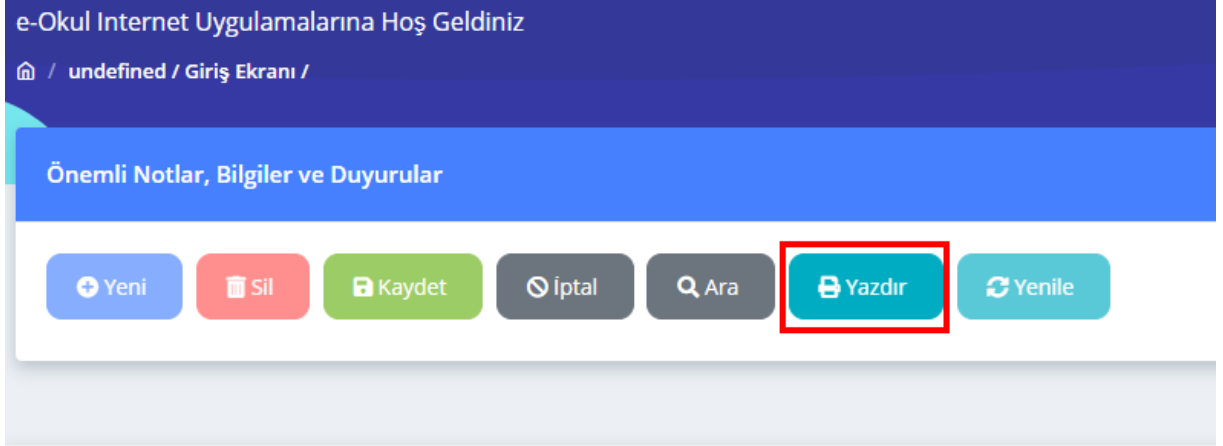 e-Okul Internet Uygulamalarına Hoş Geldiniz
/ undefined / Giriş Ekranı /
Önemli Notlar, Bilgiler ve Duyurular
Yeni Sil Kaydet İptal Ara Yazdır Yenile